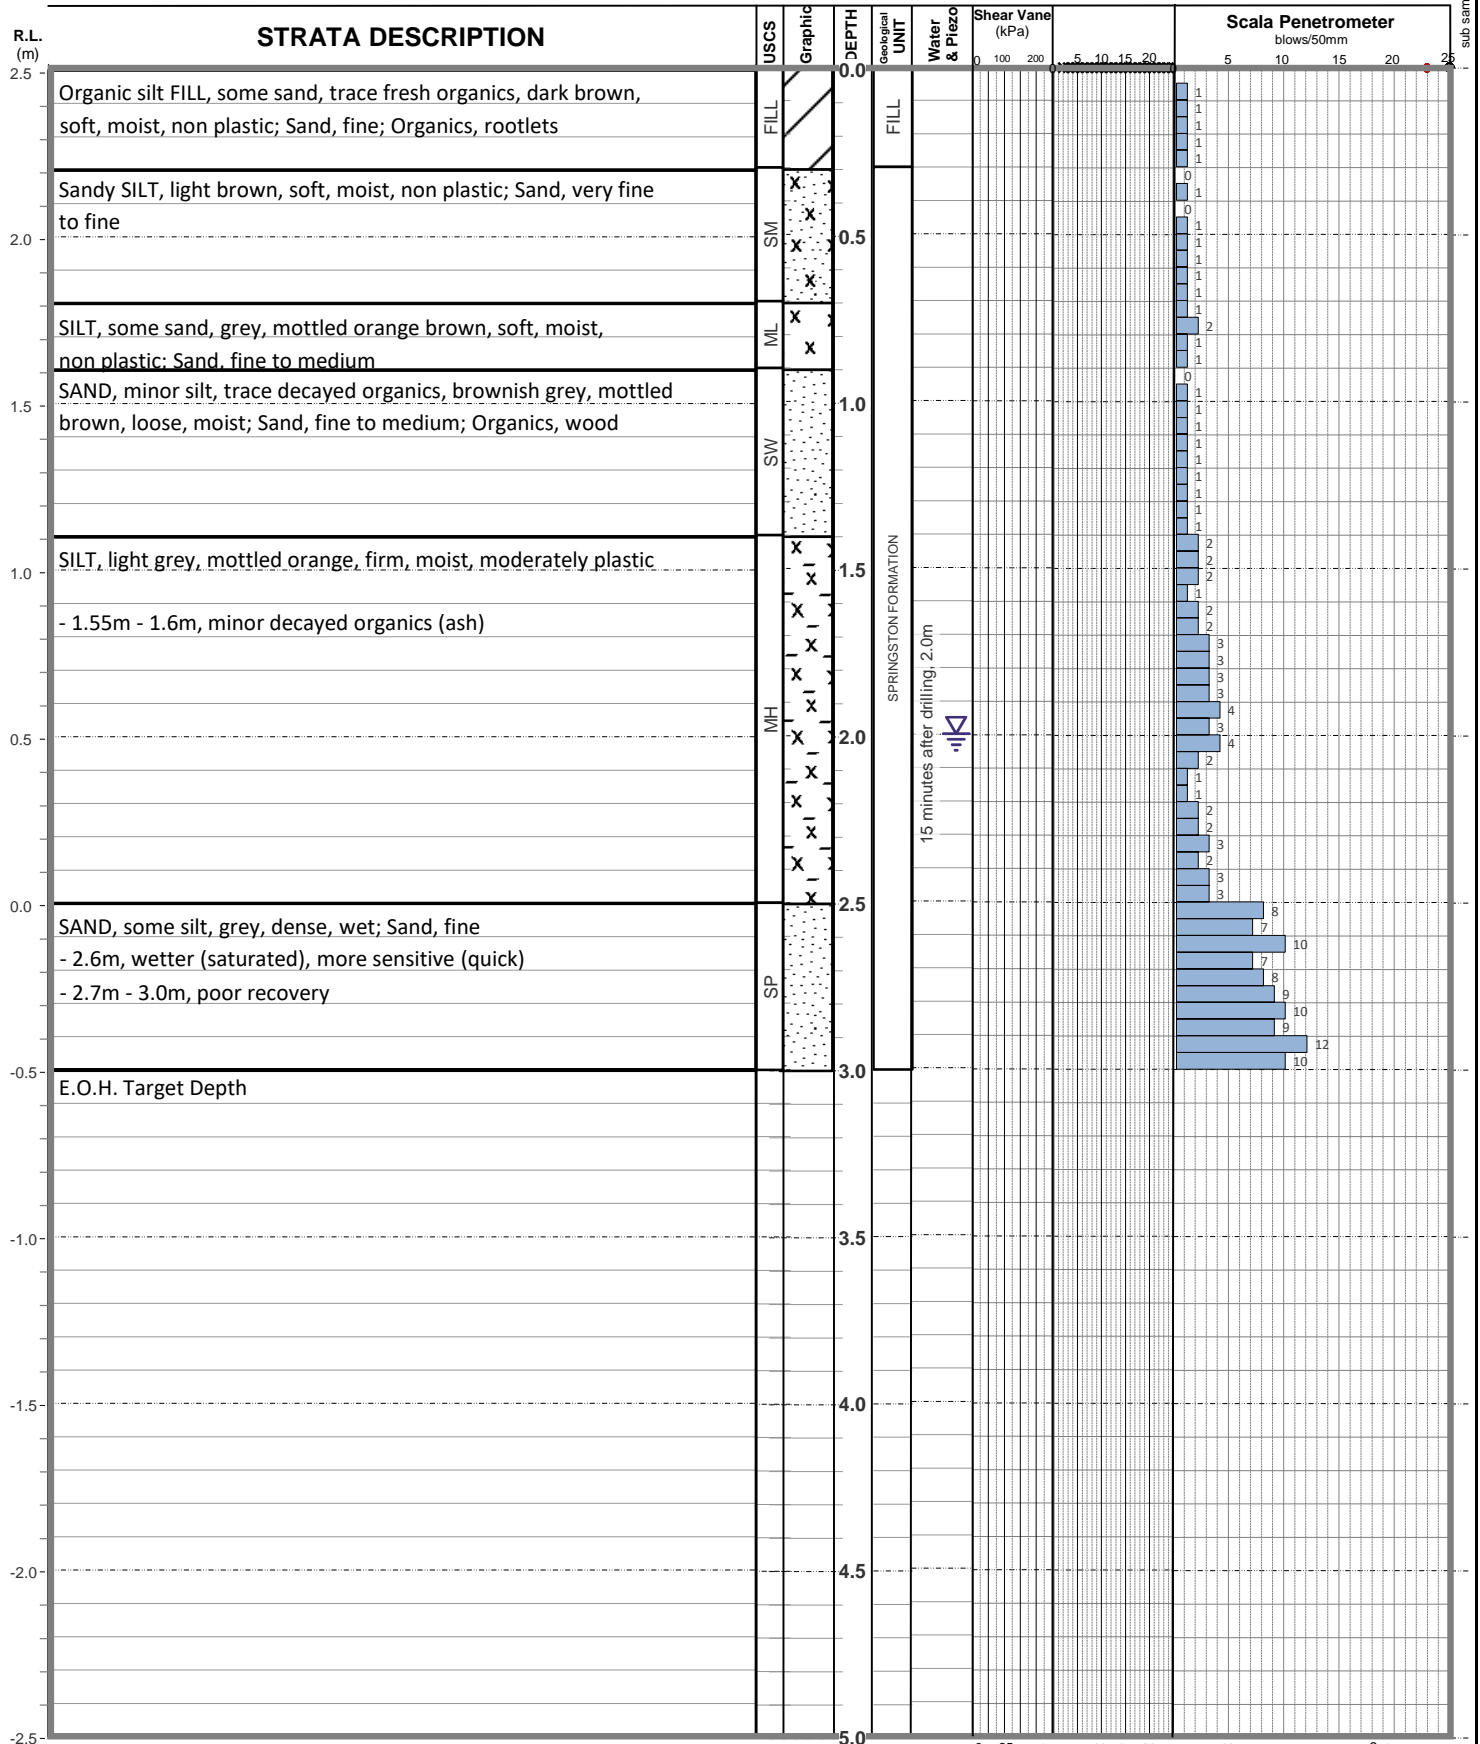 R.L.
(m)
STRATA DESCRIPTION
USCS
Graphic
DEPTH
Geological
UNIT
Water
& Piezo
Shear Vane
(kPa)
0 100 200
5 10 15 20
Scala Penetrometer
blows/50mm
5 10 15 20 25
2.5
0.0
Organic silt FILL, some sand, trace fresh organics, dark brown,
soft, moist, non plastic; Sand, fine; Organics, rootlets
FILL
FILL
1
1
1
1
1
Sandy SILT, light brown, soft, moist, non plastic; Sand, very fine
to fine
SM
2.0
0.5
0
1
0
1
1
1
1
1
1
SILT, some sand, grey, mottled orange brown, soft, moist,
non plastic; Sand, fine to medium
ML
2
1
1
SAND, minor silt, trace decayed organics, brownish grey, mottled
brown, loose, moist; Sand, fine to medium; Organics, wood
SW
1.5
1.0
0
1
1
1
1
1
1
1
1
1
SILT, light grey, mottled orange, firm, moist, moderately plastic
- 1.55m - 1.6m, minor decayed organics (ash)
MH
1.0
1.5
SPRINGSTON FORMATION
15 minutes after drilling, 2.0m
0.5
2.0
2
2
2
1
2
2
3
3
3
3
4
3
4
2
1
1
2
2
3
2
3
3
0.0
2.5
SAND, some silt, grey, dense, wet; Sand, fine
- 2.6m, wetter (saturated), more sensitive (quick)
- 2.7m - 3.0m, poor recovery
SP
8
7
10
7
8
9
10
9
12
10
-0.5
3.0
E.O.H. Target Depth
-1.0
3.5
-1.5
4.0
-2.0
4.5
-2.5
5.0